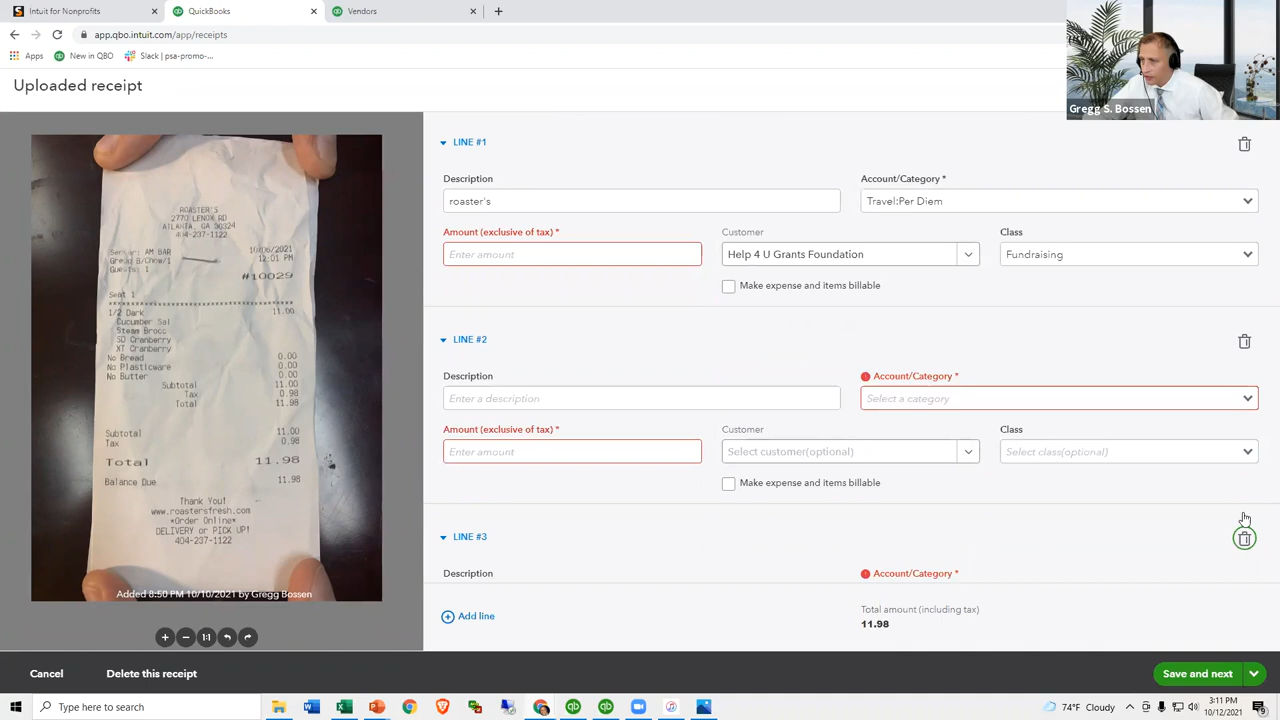 Intuit for Nonprofits
QuickBooks
Vendors
app.qbo.intuit.com/app/receipts
Apps
New in QBO
Slack | psa-promo-...
Gregg S. Bossen
Uploaded receipt
ROASTER'S
2770 LENOX RD
ATLANTA, GA 30324
404-237-1122
Server: AM BAR
10/06/2021
Gregg B/Chow/1
12:01 PM
Guests: 1
#10029
Seat 1
1/2 Dark 11.00
Cucumber Sal
Steam Brocc
SD Cranberry
XT Cranberry
No Bread 0.00
No Plasticware 0.00
No Butter 0.00
Subtotal 11.00
Tax 0.98
Total 11.98
Subtotal 11.00
Tax 0.98
Total 11.98
Balance Due 11.98
Thank You!
www.roastersfresh.com
*Order Online*
DELIVERY or PICK UP!
404-237-1122
Added 8:50 PM 10/10/2021 by Gregg Bossen
1:1
LINE #1
Description
Account/Category *
roaster's
Travel:Per Diem
Amount (exclusive of tax) *
Customer
Class
Enter amount
Help 4 U Grants Foundation
Fundraising
Make expense and items billable
LINE #2
Description
Account/Category *
Enter a description
Select a category
Amount (exclusive of tax) *
Customer
Class
Enter amount
Select customer(optional)
Select class(optional)
Make expense and items billable
LINE #3
Description
Account/Category *
Add line
Total amount (including tax)
11.98
Cancel
Delete this receipt
Save and next
Type here to search
74°F Cloudy
3:11 PM
10/12/2021